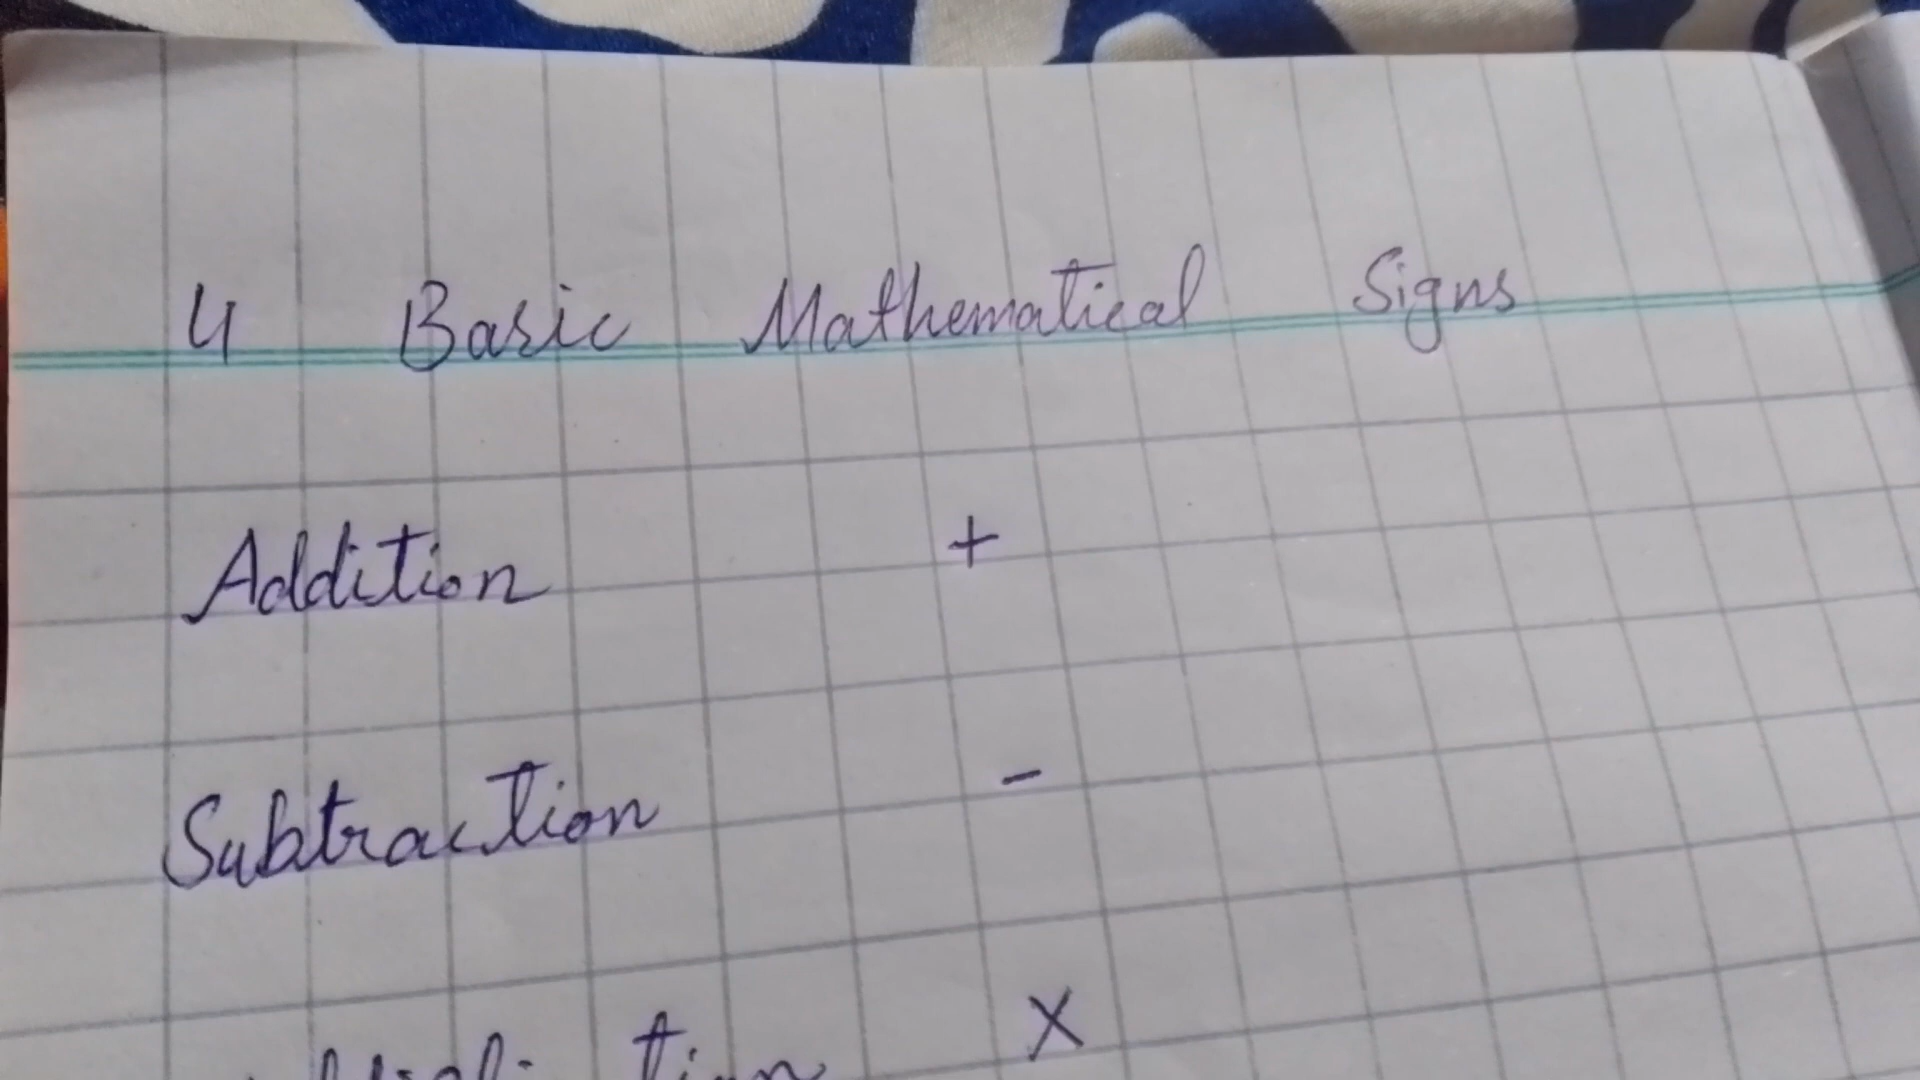 4 Basic Mathematical Signs
Addition +
Subtraction -
x